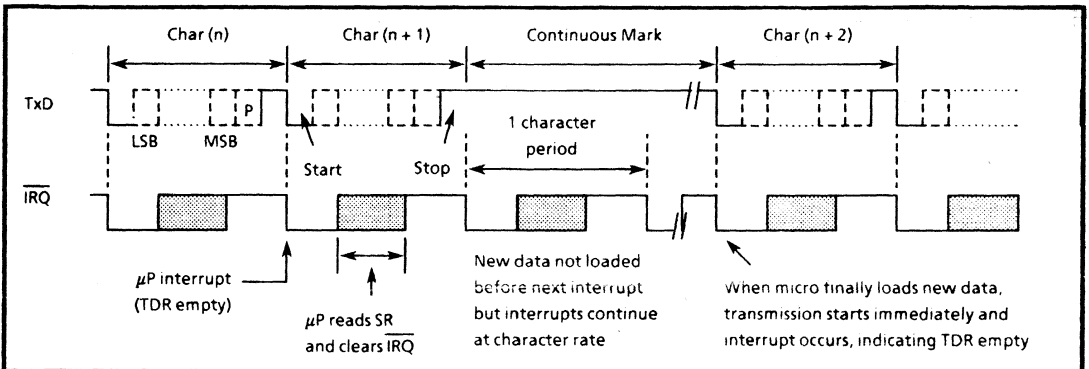 Char (n)
Char (n + 1)
Continuous Mark
Char (n + 2)
TxD
P
LSB
MSB
Start
Stop
1 character
period
IRQ
µP interrupt
(TDR empty)
µP reads SR
and clears IRQ
New data not loaded
before next interrupt
but interrupts continue
at character rate
When micro finally loads new data,
transmission starts immediately and
interrupt occurs, indicating TDR empty